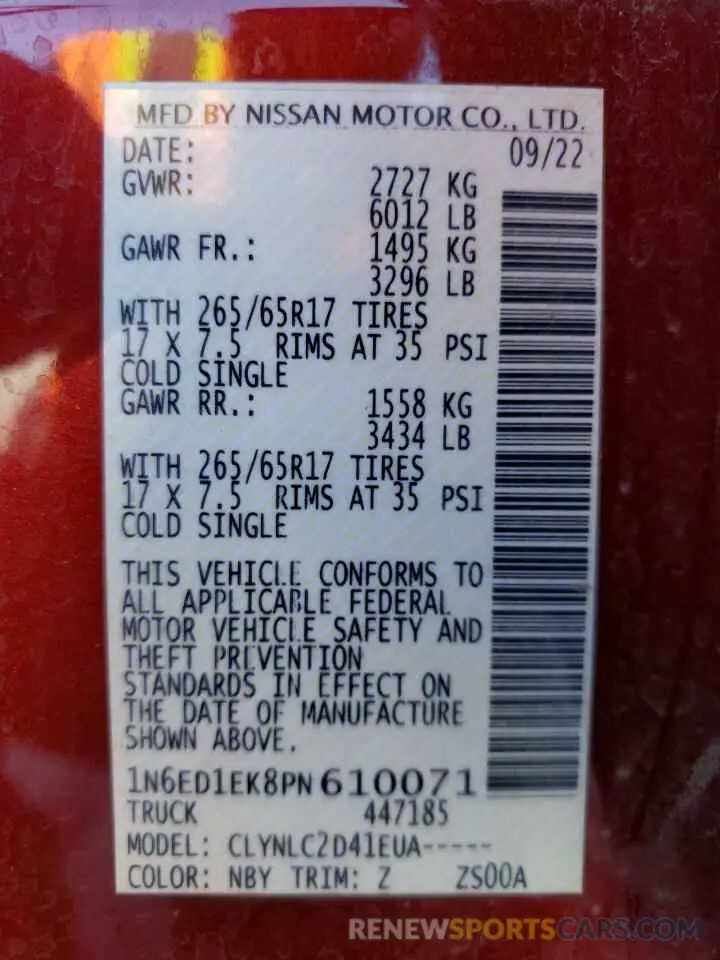 MFD BY NISSAN MOTOR CO., LTD.
DATE: 09/22
GVWR: 2727 KG
6012 LB
GAWR FR.: 1495 KG
3296 LB
WITH 265/65R17 TIRES
17 X 7.5 RIMS AT 35 PSI
COLD SINGLE
GAWR RR.: 1558 KG
3434 LB
WITH 265/65R17 TIRES
17 X 7.5 RIMS AT 35 PSI
COLD SINGLE
THIS VEHICLE CONFORMS TO
ALL APPLICABLE FEDERAL
MOTOR VEHICLE SAFETY AND
THEFT PREVENTION
STANDARDS IN EFFECT ON
THE DATE OF MANUFACTURE
SHOWN ABOVE.
1N6ED1EK8PN610071
TRUCK 447185
MODEL: CLYNLC2D41EUA-----
COLOR: NBY TRIM: Z ZS00A
RENEWSPORTSCARS.COM